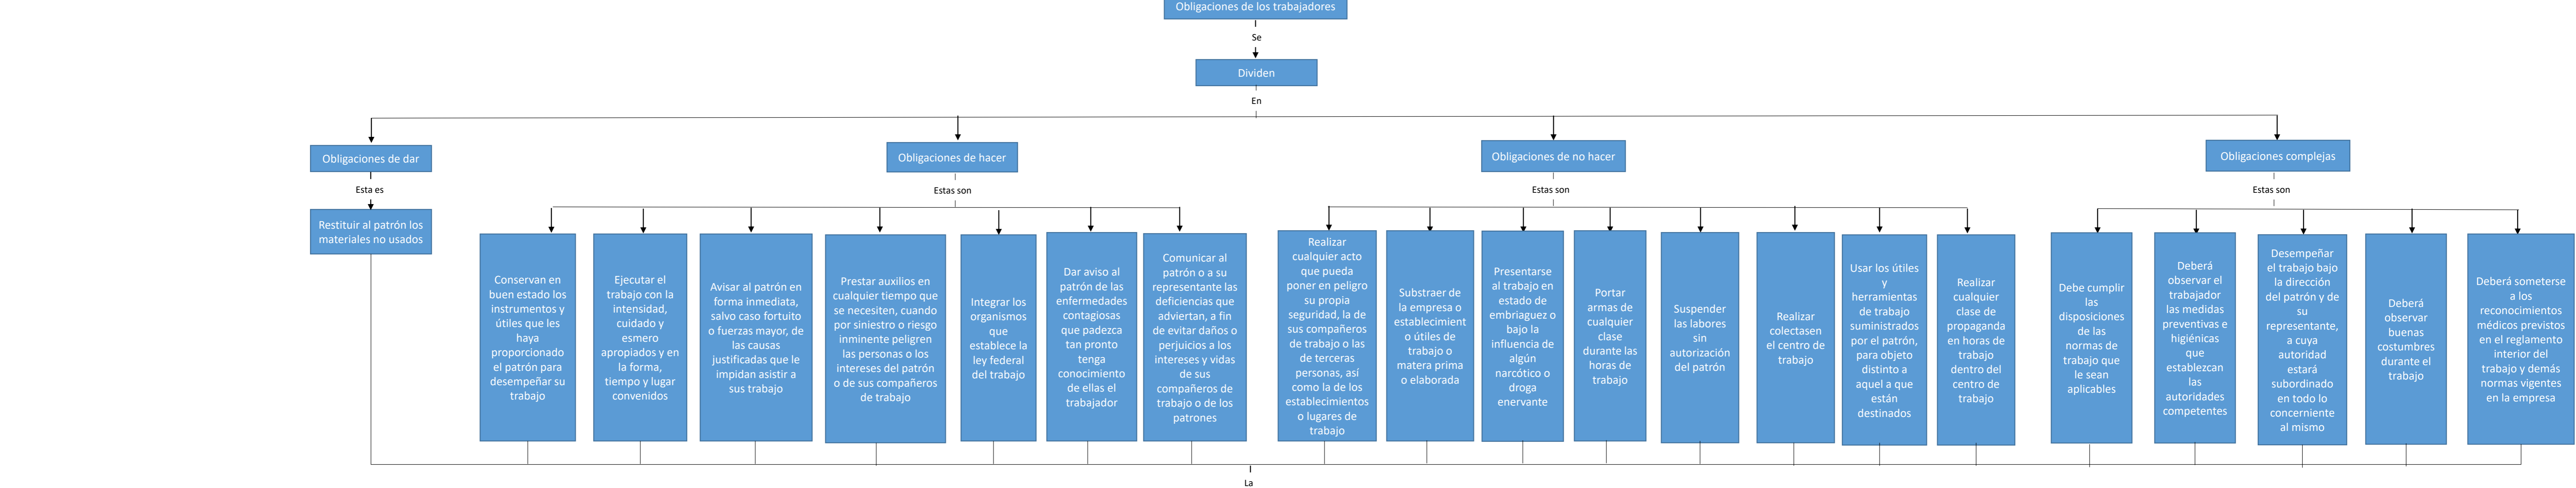 Obligaciones de los trabajadores
Se
Dividen
En
Obligaciones de dar
Esta es
Restituir al patrón los
materiales no usados
Obligaciones de hacer
Estas son
Conservan en
buen estado los
instrumentos y
útiles que les
haya
proporcionado
el patrón para
desempeñar su
trabajo
Ejecutar el
trabajo con la
intensidad,
cuidado y
esmero
apropiados y en
la forma,
tiempo y lugar
convenidos
Avisar al patrón en
forma inmediata,
salvo caso fortuito
o fuerzas mayor, de
las causas
justificadas que le
impidan asistir a
sus trabajo
Prestar auxilios en
cualquier tiempo que
se necesiten, cuando
por siniestro o riesgo
inminente peligren
las personas o los
intereses del patrón
o de sus compañeros
de trabajo
Integrar los
organismos
que
establece la
ley federal
del trabajo
Dar aviso al
patrón de las
enfermedades
contagiosas
que padezca
tan pronto
tenga
conocimiento
de ellas el
trabajador
Comunicar al
patrón o a su
representante las
deficiencias que
adviertan, a fin
de evitar daños o
perjuicios a los
intereses y vidas
de sus
compañeros de
trabajo o de los
patrones
Obligaciones de no hacer
Estas son
Realizar
cualquier acto
que pueda
poner en peligro
su propia
seguridad, la de
sus compañeros
de trabajo o las
de terceras
personas, así
como la de los
establecimientos
o lugares de
trabajo
Substraer de
la empresa o
establecimient
o útiles de
trabajo o
matera prima
o elaborada
Presentarse
al trabajo en
estado de
embriaguez o
bajo la
influencia de
algún
narcótico o
droga
enervante
Portar
armas de
cualquier
clase
durante las
horas de
trabajo
Suspender
las labores
sin
autorización
del patrón
Realizar
colectasen
el centro de
trabajo
Usar los útiles
y
herramientas
de trabajo
suministrados
por el patrón,
para objeto
distinto a
aquel a que
están
destinados
Realizar
cualquier
clase de
propaganda
en horas de
trabajo
dentro del
centro de
trabajo
Obligaciones complejas
Estas son
Debe cumplir
las
disposiciones
de las
normas de
trabajo que
le sean
aplicables
Deberá
observar el
trabajador
las medidas
preventivas e
higiénicas
que
establezcan
las
autoridades
competentes
Desempeñar
el trabajo bajo
la dirección
del patrón y de
su
representante,
a cuya
autoridad
estará
subordinado
en todo lo
concerniente
al mismo
Deberá
observar
buenas
costumbres
durante el
trabajo
Deberá someterse
a los
reconocimientos
médicos previstos
en el reglamento
interior del
trabajo y demás
normas vigentes
en la empresa
La